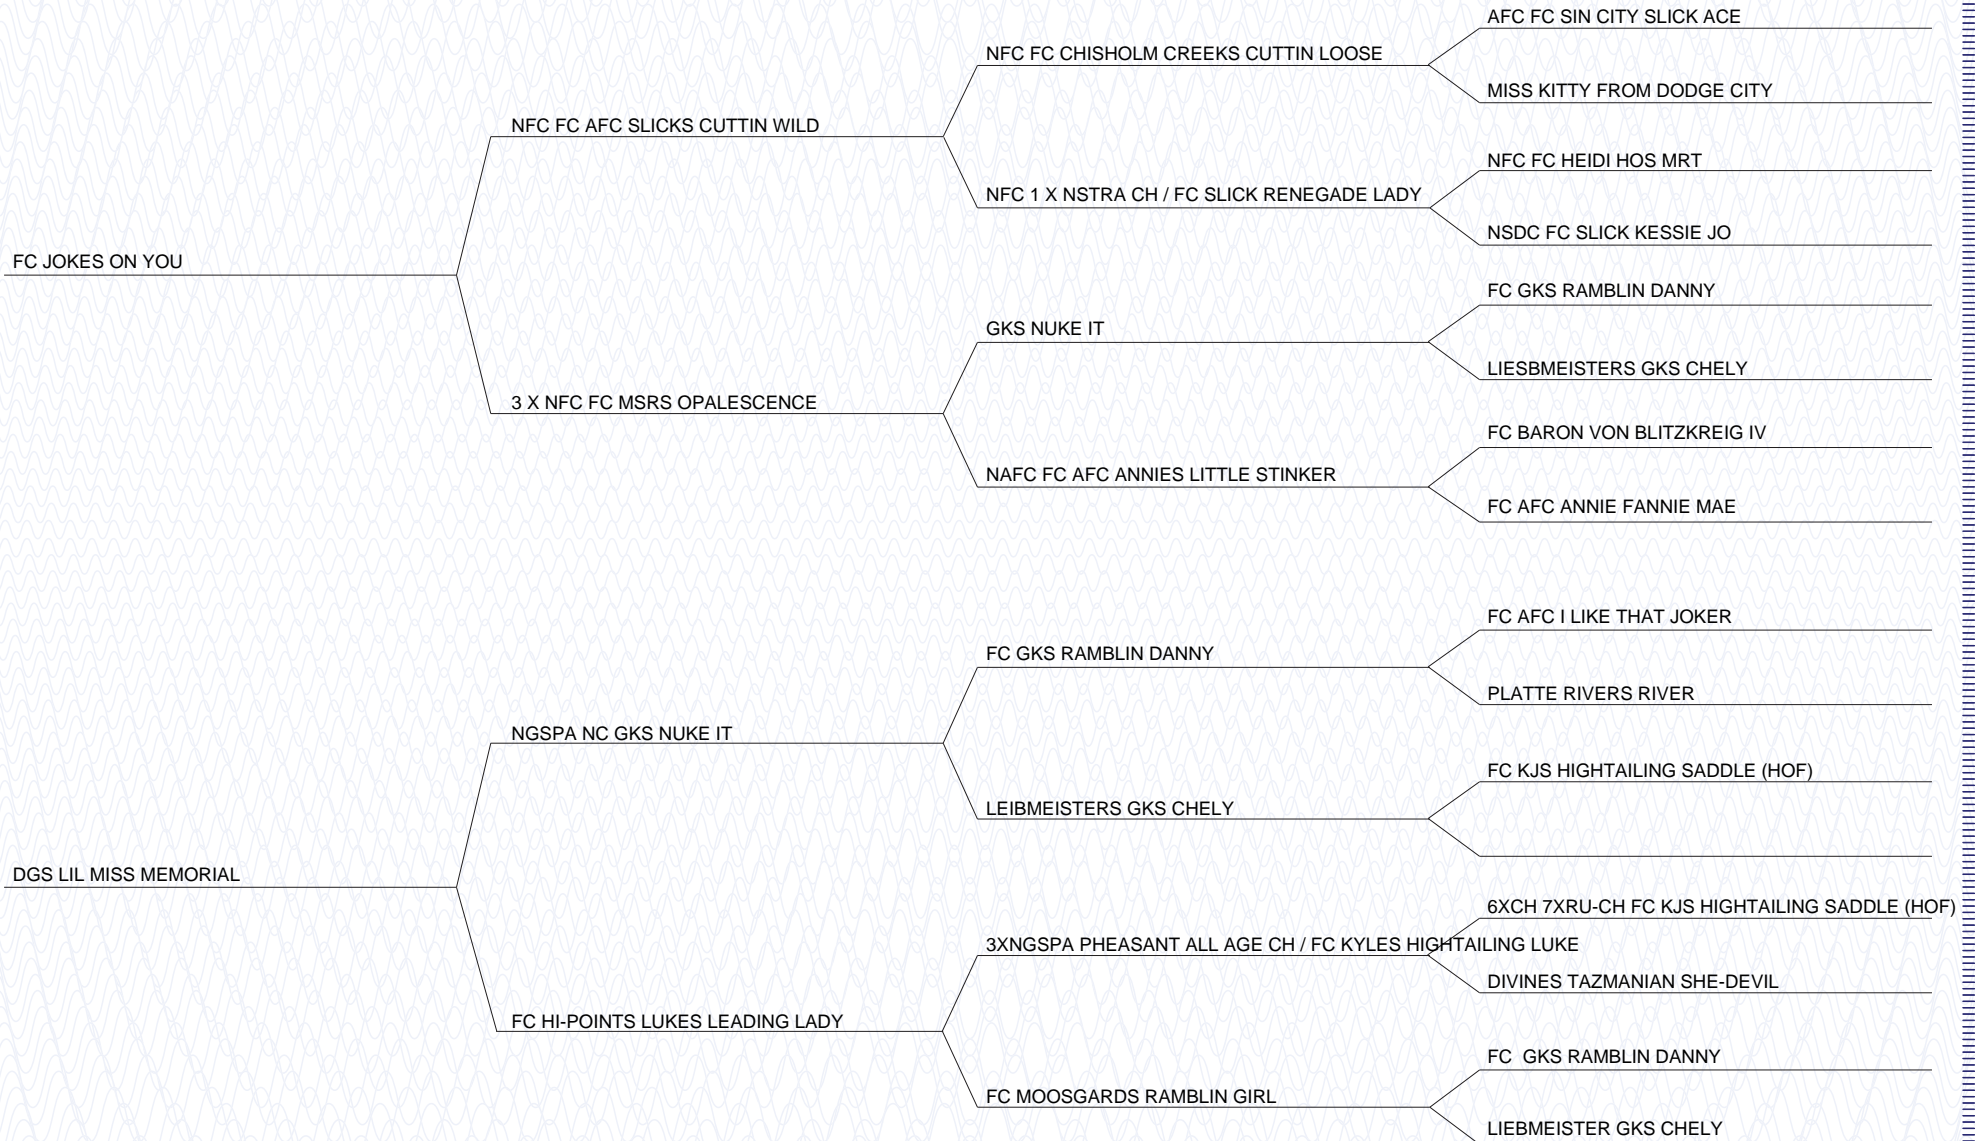 AFC FC SIN CITY SLICK ACE
NFC FC CHISHOLM CREEKS CUTTIN LOOSE
MISS KITTY FROM DODGE CITY
NFC FC AFC SLICKS CUTTIN WILD
NFC FC HEIDI HOS MRT
NFC 1 X NSTRA CH / FC SLICK RENEGADE LADY
NSDC FC SLICK KESSIE JO
FC JOKES ON YOU
FC GKS RAMBLIN DANNY
GKS NUKE IT
LIESBMEISTERS GKS CHELY
3 X NFC FC MSRS OPALESCENCE
FC BARON VON BLITZKREIG IV
NAFC FC AFC ANNIES LITTLE STINKER
FC AFC ANNIE FANNIE MAE
FC AFC I LIKE THAT JOKER
FC GKS RAMBLIN DANNY
PLATTE RIVERS RIVER
NGSPA NC GKS NUKE IT
FC KJS HIGHTAILING SADDLE (HOF)
LEIBMEISTERS GKS CHELY
DGS LIL MISS MEMORIAL
6XCH 7XRU-CH FC KJS HIGHTAILING SADDLE (HOF)
3XNGSPA PHEASANT ALL AGE CH / FC KYLES HIGHTAILING LUKE
DIVINES TAZMANIAN SHE-DEVIL
FC HI-POINTS LUKES LEADING LADY
FC  GKS RAMBLIN DANNY
FC MOOSGARDS RAMBLIN GIRL
LIEBMEISTER GKS CHELY